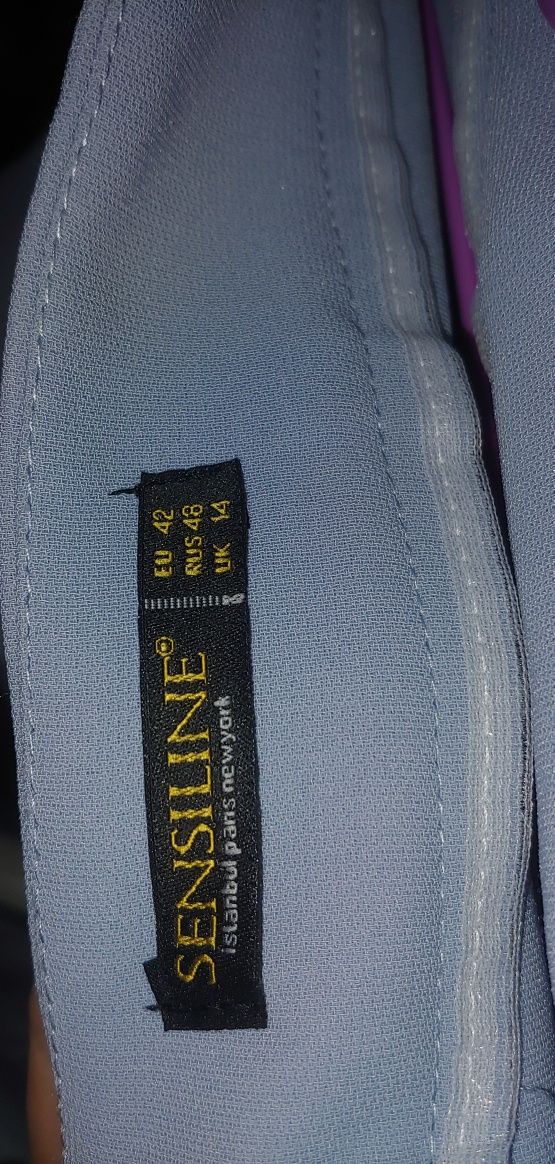 SENSILINE®
istanbul paris newyork
EU 42
RUS 48
UK 14